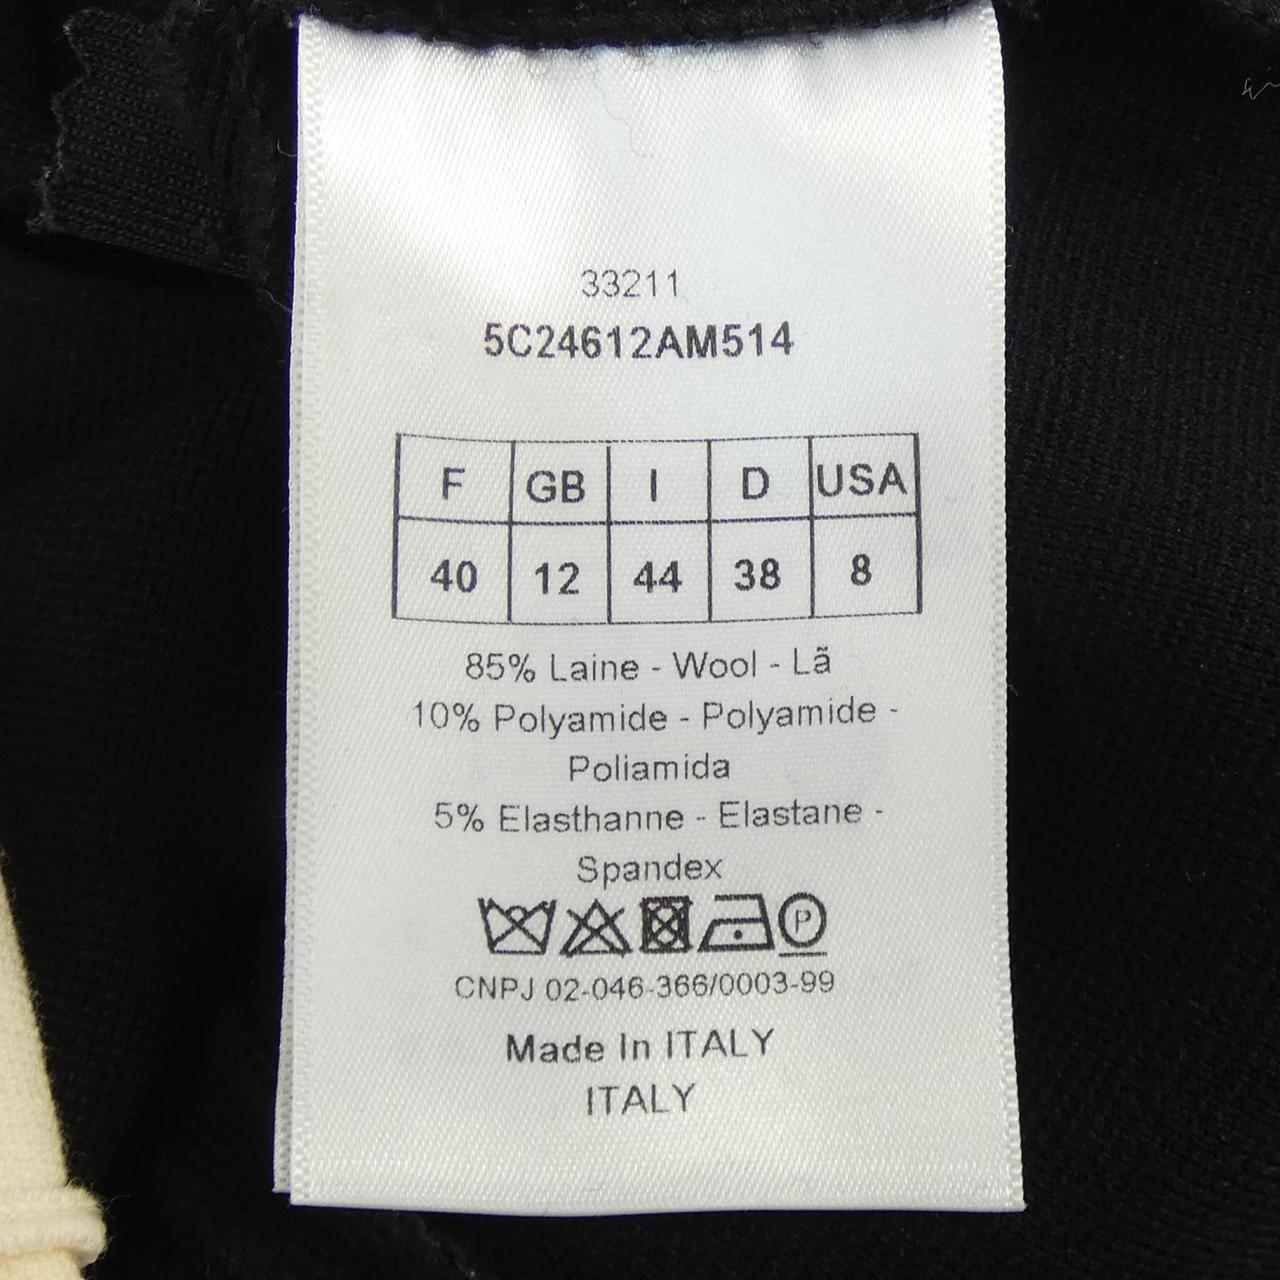 33211
5C24612AM514
F GB I D USA
40 12 44 38 8
85% Laine - Wool - Lã
10% Polyamide - Polyamide -
Poliamida
5% Elasthanne - Elastane -
Spandex
P
CNPJ 02-046-366/0003-99
Made In ITALY
ITALY